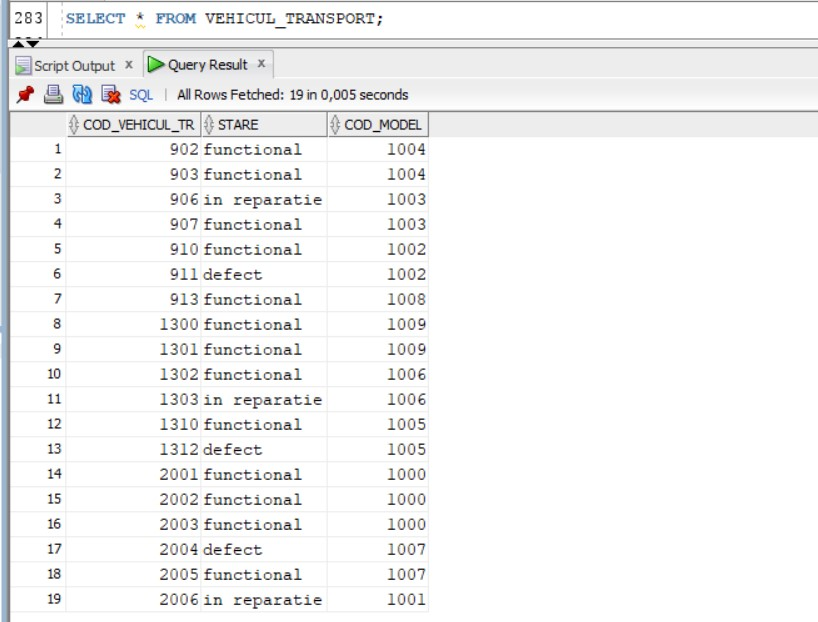 283 SELECT * FROM VEHICUL_TRANSPORT;
Script Output x Query Result x
SQL | All Rows Fetched: 19 in 0,005 seconds
COD_VEHICUL_TR STARE COD_MODEL
1 902 functional 1004
2 903 functional 1004
3 906 in reparatie 1003
4 907 functional 1003
5 910 functional 1002
6 911 defect 1002
7 913 functional 1008
8 1300 functional 1009
9 1301 functional 1009
10 1302 functional 1006
11 1303 in reparatie 1006
12 1310 functional 1005
13 1312 defect 1005
14 2001 functional 1000
15 2002 functional 1000
16 2003 functional 1000
17 2004 defect 1007
18 2005 functional 1007
19 2006 in reparatie 1001